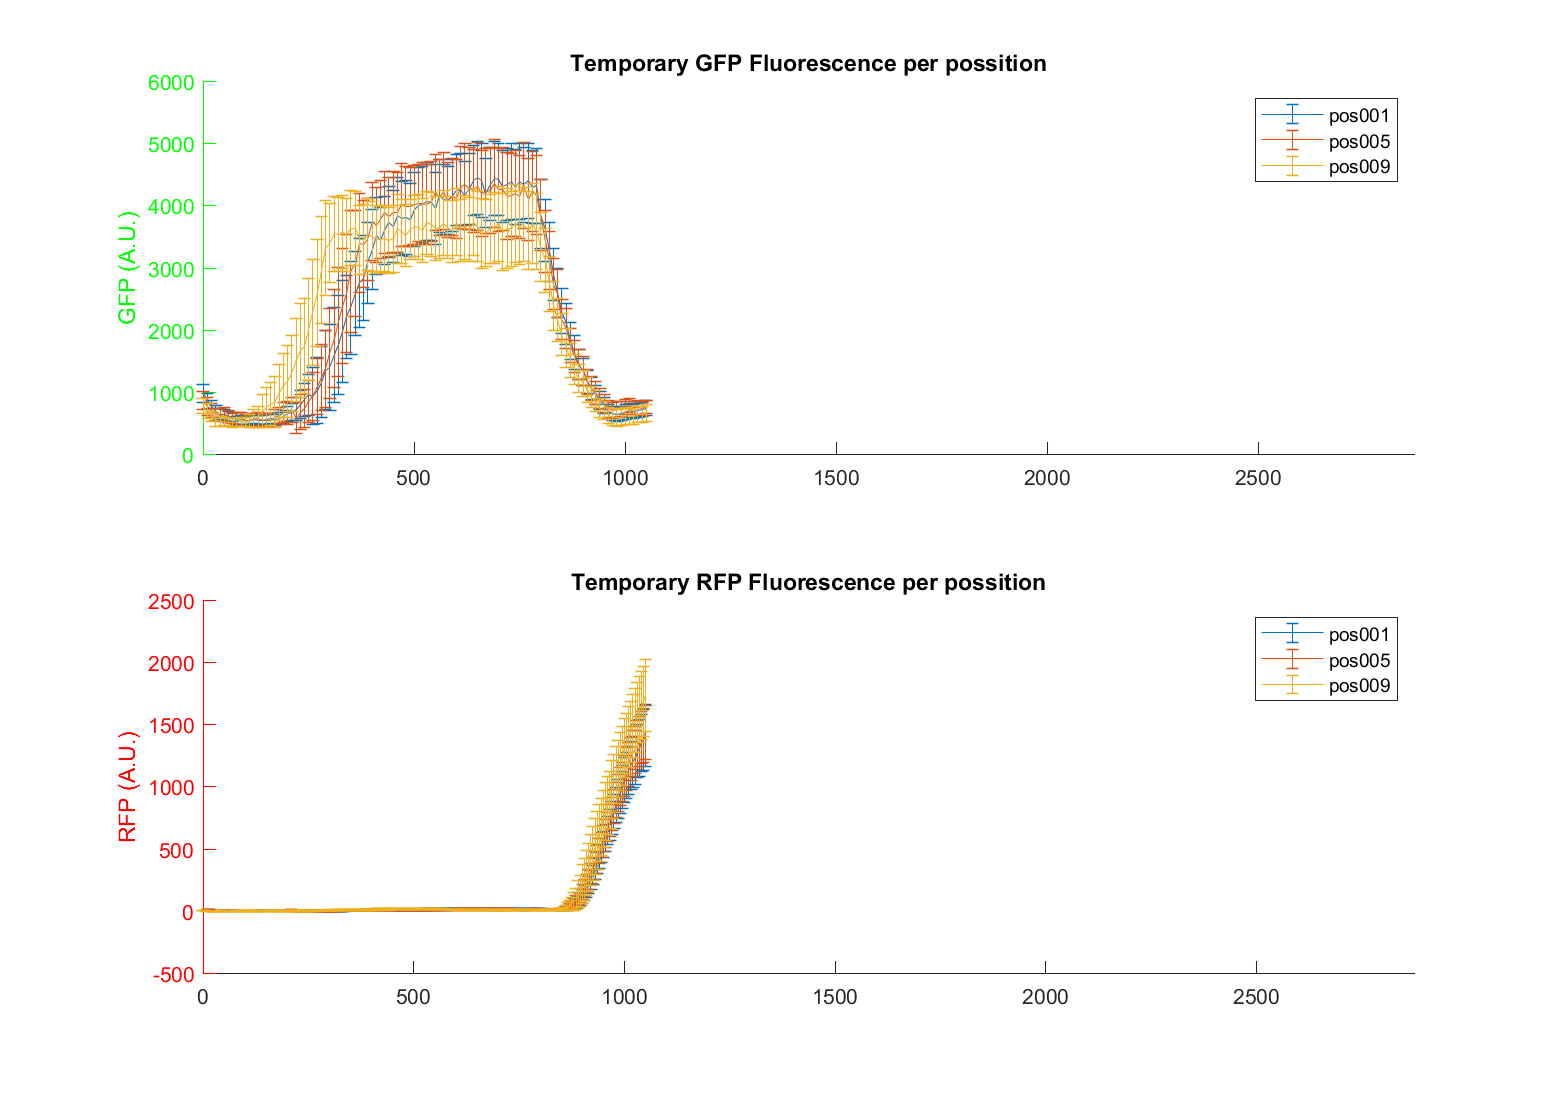 Temporary GFP Fluorescence per possition
GFP (A.U.)
6000
5000
4000
3000
2000
1000
0
0 500 1000 1500 2000 2500
pos001
pos005
pos009
Temporary RFP Fluorescence per possition
RFP (A.U.)
2500
2000
1500
1000
500
0
-500
0 500 1000 1500 2000 2500
pos001
pos005
pos009